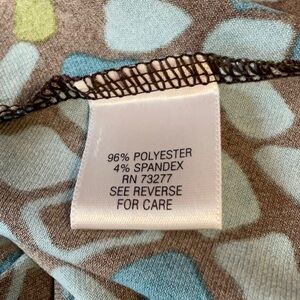 96% POLYESTER
4% SPANDEX
RN 73277
SEE REVERSE
FOR CARE